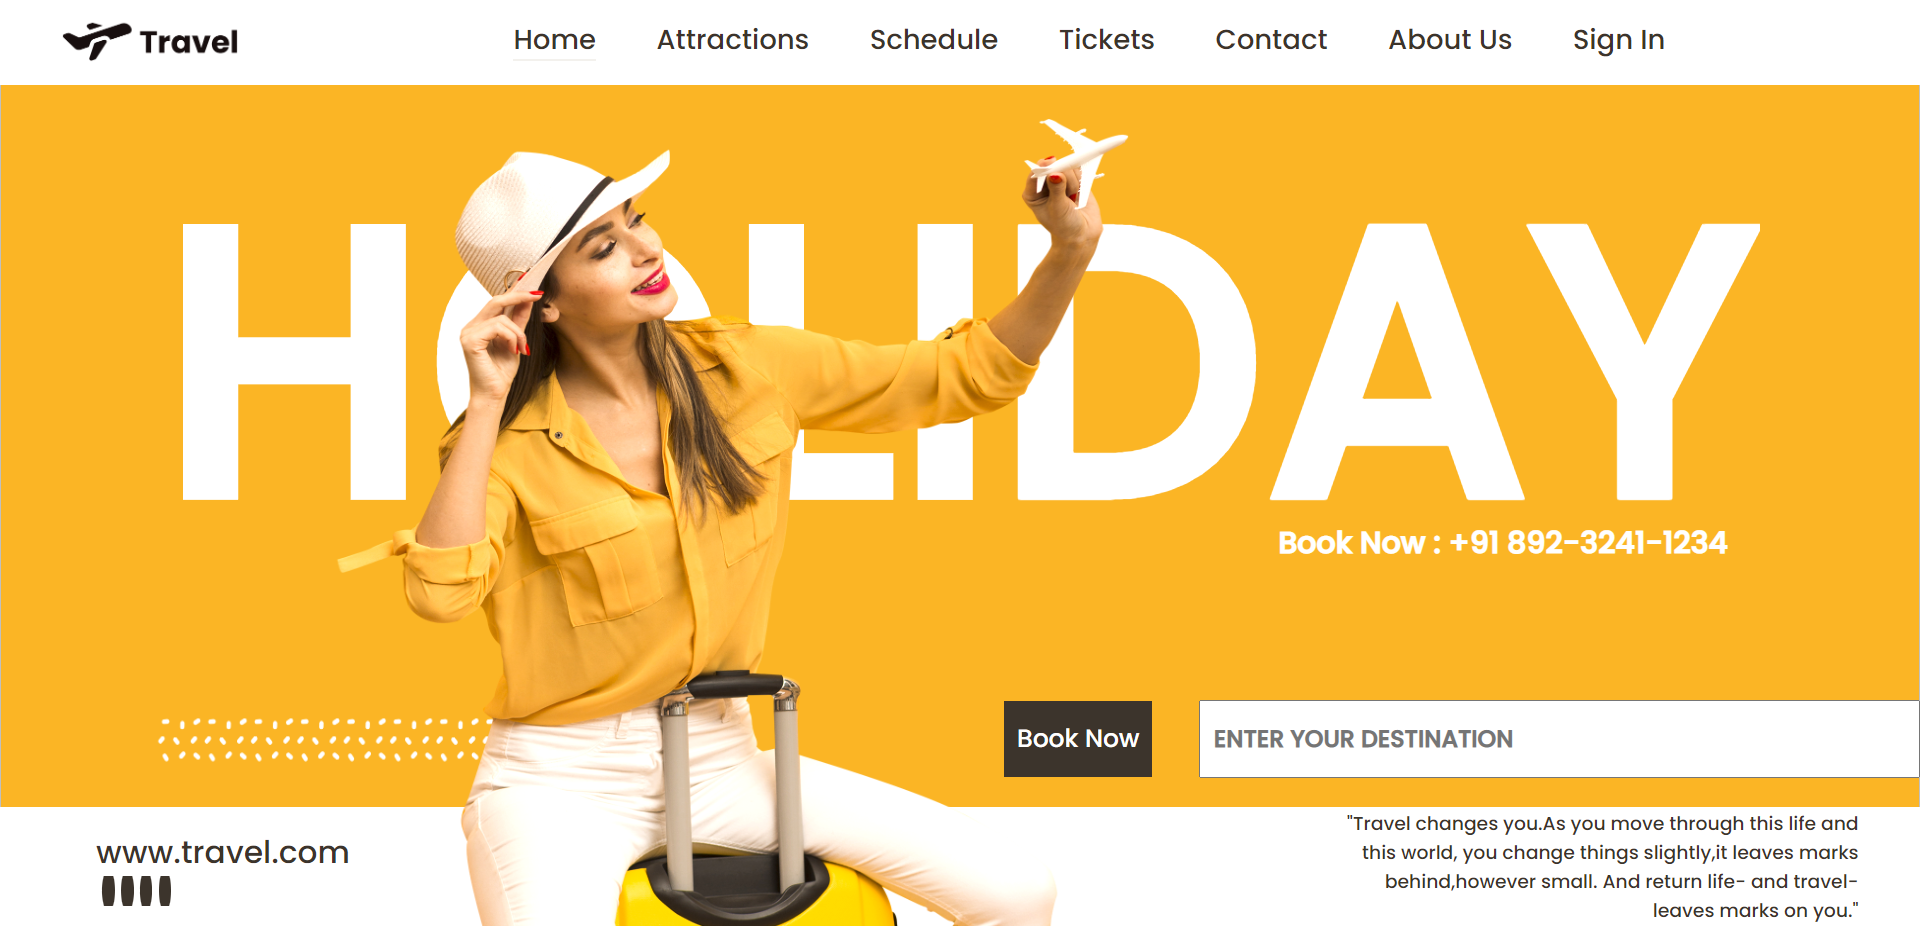 Travel
Home
Attractions
Schedule
Tickets
Contact
About Us
Sign In
HOLIDAY
Book Now : +91 892-3241-1234
Book Now
ENTER YOUR DESTINATION
www.travel.com
"Travel changes you.As you move through this life and
this world, you change things slightly,it leaves marks
behind,however small. And return life- and travel-
leaves marks on you."